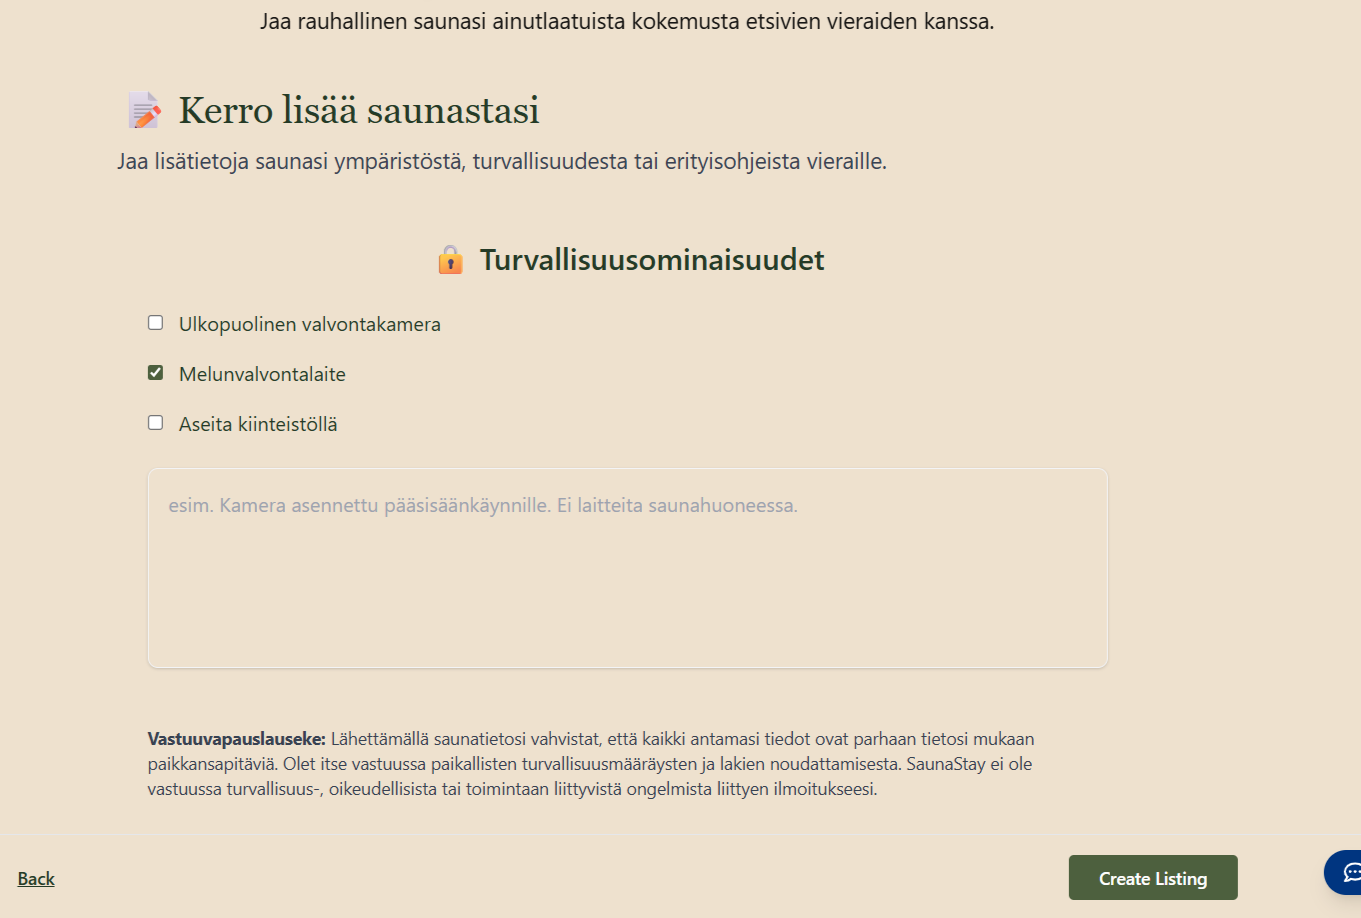 Jaa rauhallinen saunasi ainutlaatuista kokemusta etsivien vieraiden kanssa.
Kerro lisää saunastasi
Jaa lisätietoja saunasi ympäristöstä, turvallisuudesta tai erityisohjeista vieraille.
Turvallisuusominaisuudet
Ulkopuolinen valvontakamera
Melunvalvontalaite
Aseita kiinteistöllä
esim. Kamera asennettu pääsisäänkäynnille. Ei laitteita saunahuoneessa.
Vastuuvapauslauseke: Lähettämällä saunatietosi vahvistat, että kaikki antamasi tiedot ovat parhaan tietosi mukaan
paikkansapitäviä. Olet itse vastuussa paikallisten turvallisuusmääräysten ja lakien noudattamisesta. SaunaStay ei ole
vastuussa turvallisuus-, oikeudellisista tai toimintaan liittyvistä ongelmista liittyen ilmoitukseesi.
Back
Create Listing